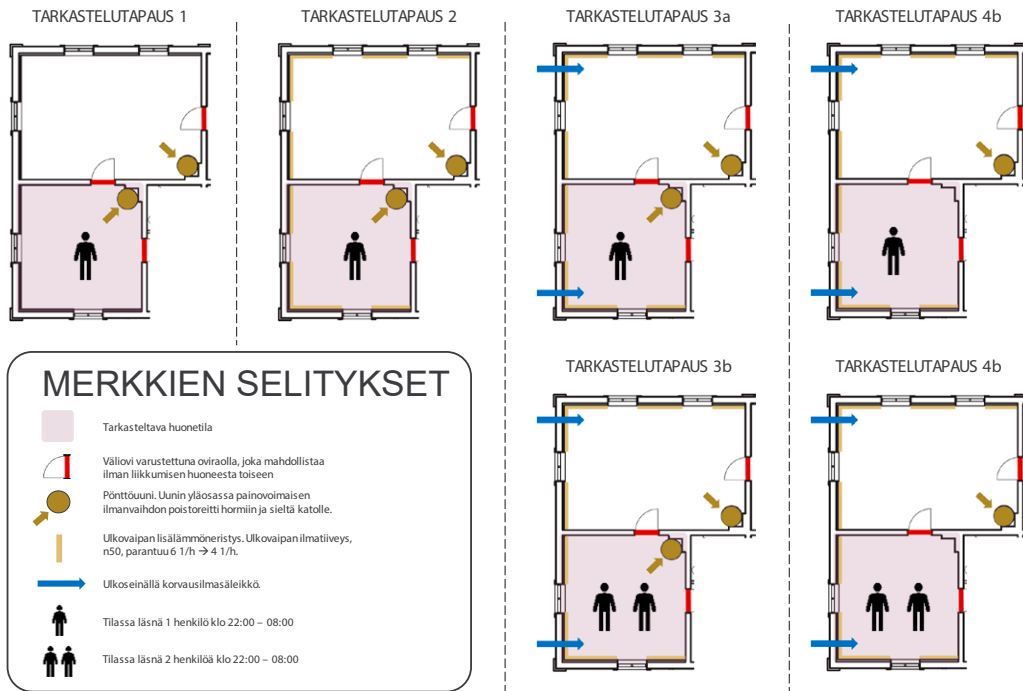 TARKASTELUTAPAUS 1
TARKASTELUTAPAUS 2
TARKASTELUTAPAUS 3a
TARKASTELUTAPAUS 4b
TARKASTELUTAPAUS 3b
TARKASTELUTAPAUS 4b
MERKKIEN SELITYKSET
Tarkasteltava huonetila
Väliovi varustettuna oviraolla, joka mahdollistaa
ilman liikkumisen huoneesta toiseen
Pönttöuuni. Uunin yläosassa painovoimaisen
ilmanvaihdon poistoreitti hormiin ja sieltä katolle.
Ulkovaipan lisälämmöneristys. Ulkovaipan ilmatiiveys,
n50, parantuu 6 1/h → 4 1/h.
Ulkoseinällä korvausilmasäleikkö.
Tilassa läsnä 1 henkilö klo 22:00 – 08:00
Tilassa läsnä 2 henkilöä klo 22:00 – 08:00